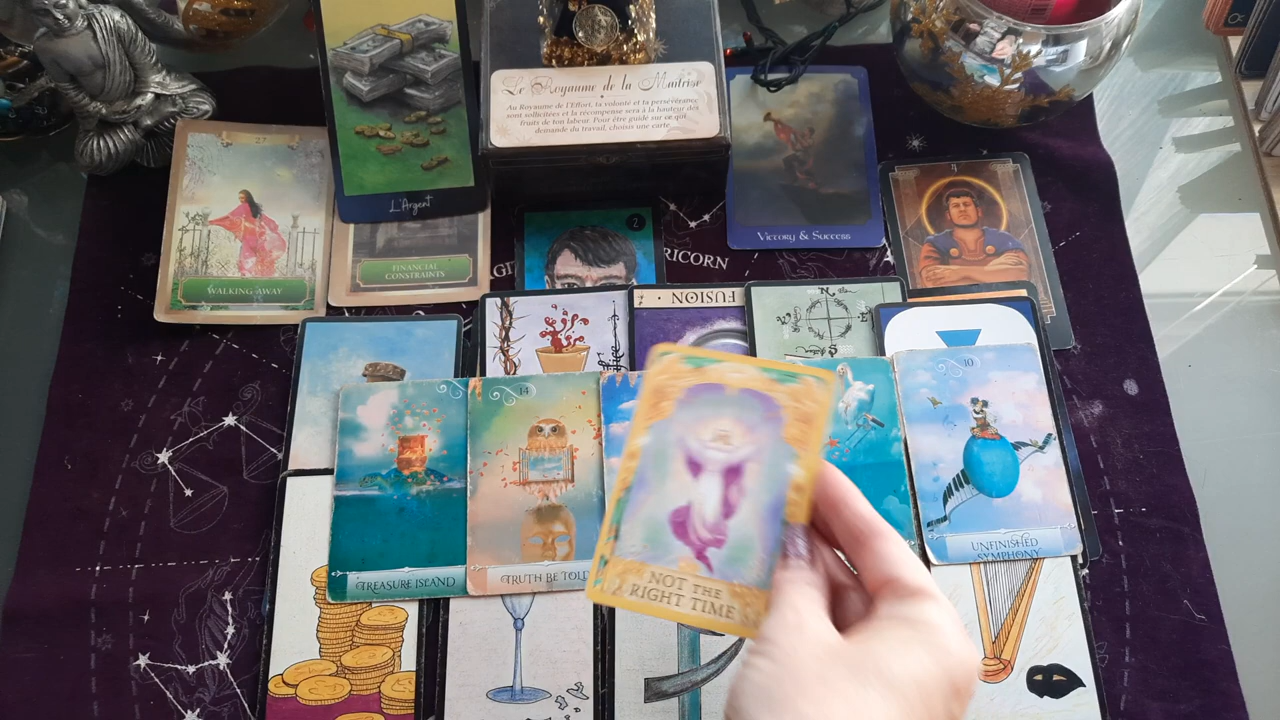 Le Royaume de la Maîtrise
Au Royaume de l'Effort, ta volonté et ta persévérance
sont sollicitées et la récompense sera à la hauteur des
fruits de ton labeur. Pour être guidé sur ce qui
demande du travail, choisis une carte.
27
WALKING AWAY
L'Argent
FINANCIAL
CONSTRAINTS
2
VICTORY & SUCCESS
RICORN
FUSION
N
TREASURE ISLAND
14
TRUTH BE TOLD
NOT THE
RIGHT TIME
10
UNFINISHED
SYMPHONY